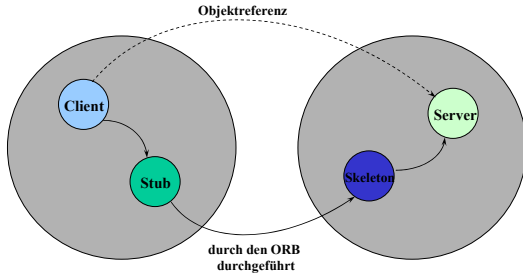 Objektreferenz
Client
Server
Stub
Skeleton
durch den ORB
durchgeführt